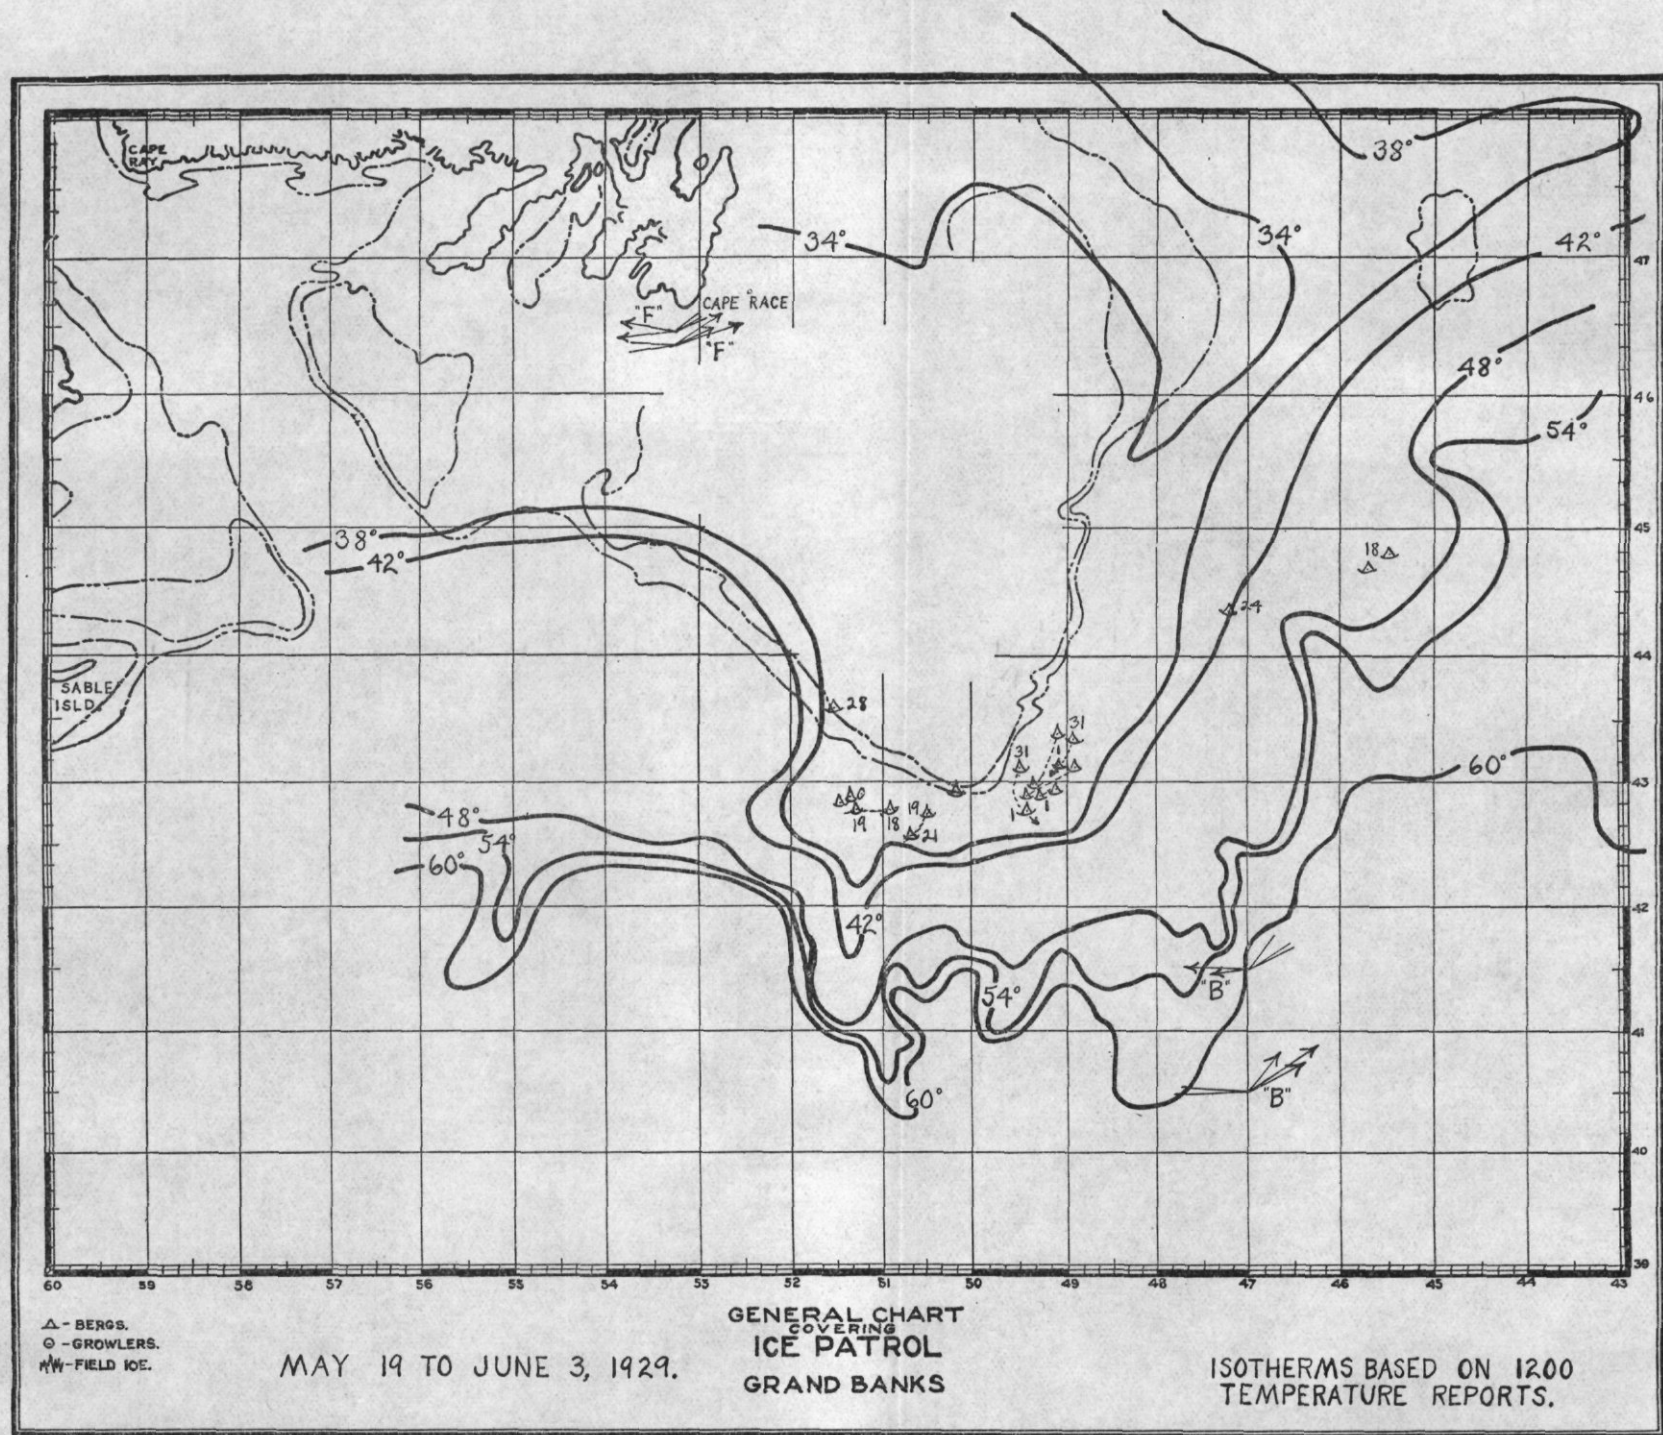 38°
CAPE
RAY
34°
34°
42°
47
"F"
CAPE RACE
"F"
48°
46
54°
45
38°
42°
18
24
44
SABLE
ISLD.
28
31
31
60°
43
19
18
19
21
1
1
48°
54°
60°
42
42°
54°
"B"
41
60°
"B"
40
39
60 59 58 57 56 55 54 53 52 51 50 49 48 47 46 45 44 43
△ - BERGS.
⊙ - GROWLERS.
- FIELD ICE.
MAY 19 TO JUNE 3, 1929.
GENERAL CHART
COVERING
ICE PATROL
GRAND BANKS
ISOTHERMS BASED ON 1200
TEMPERATURE REPORTS.